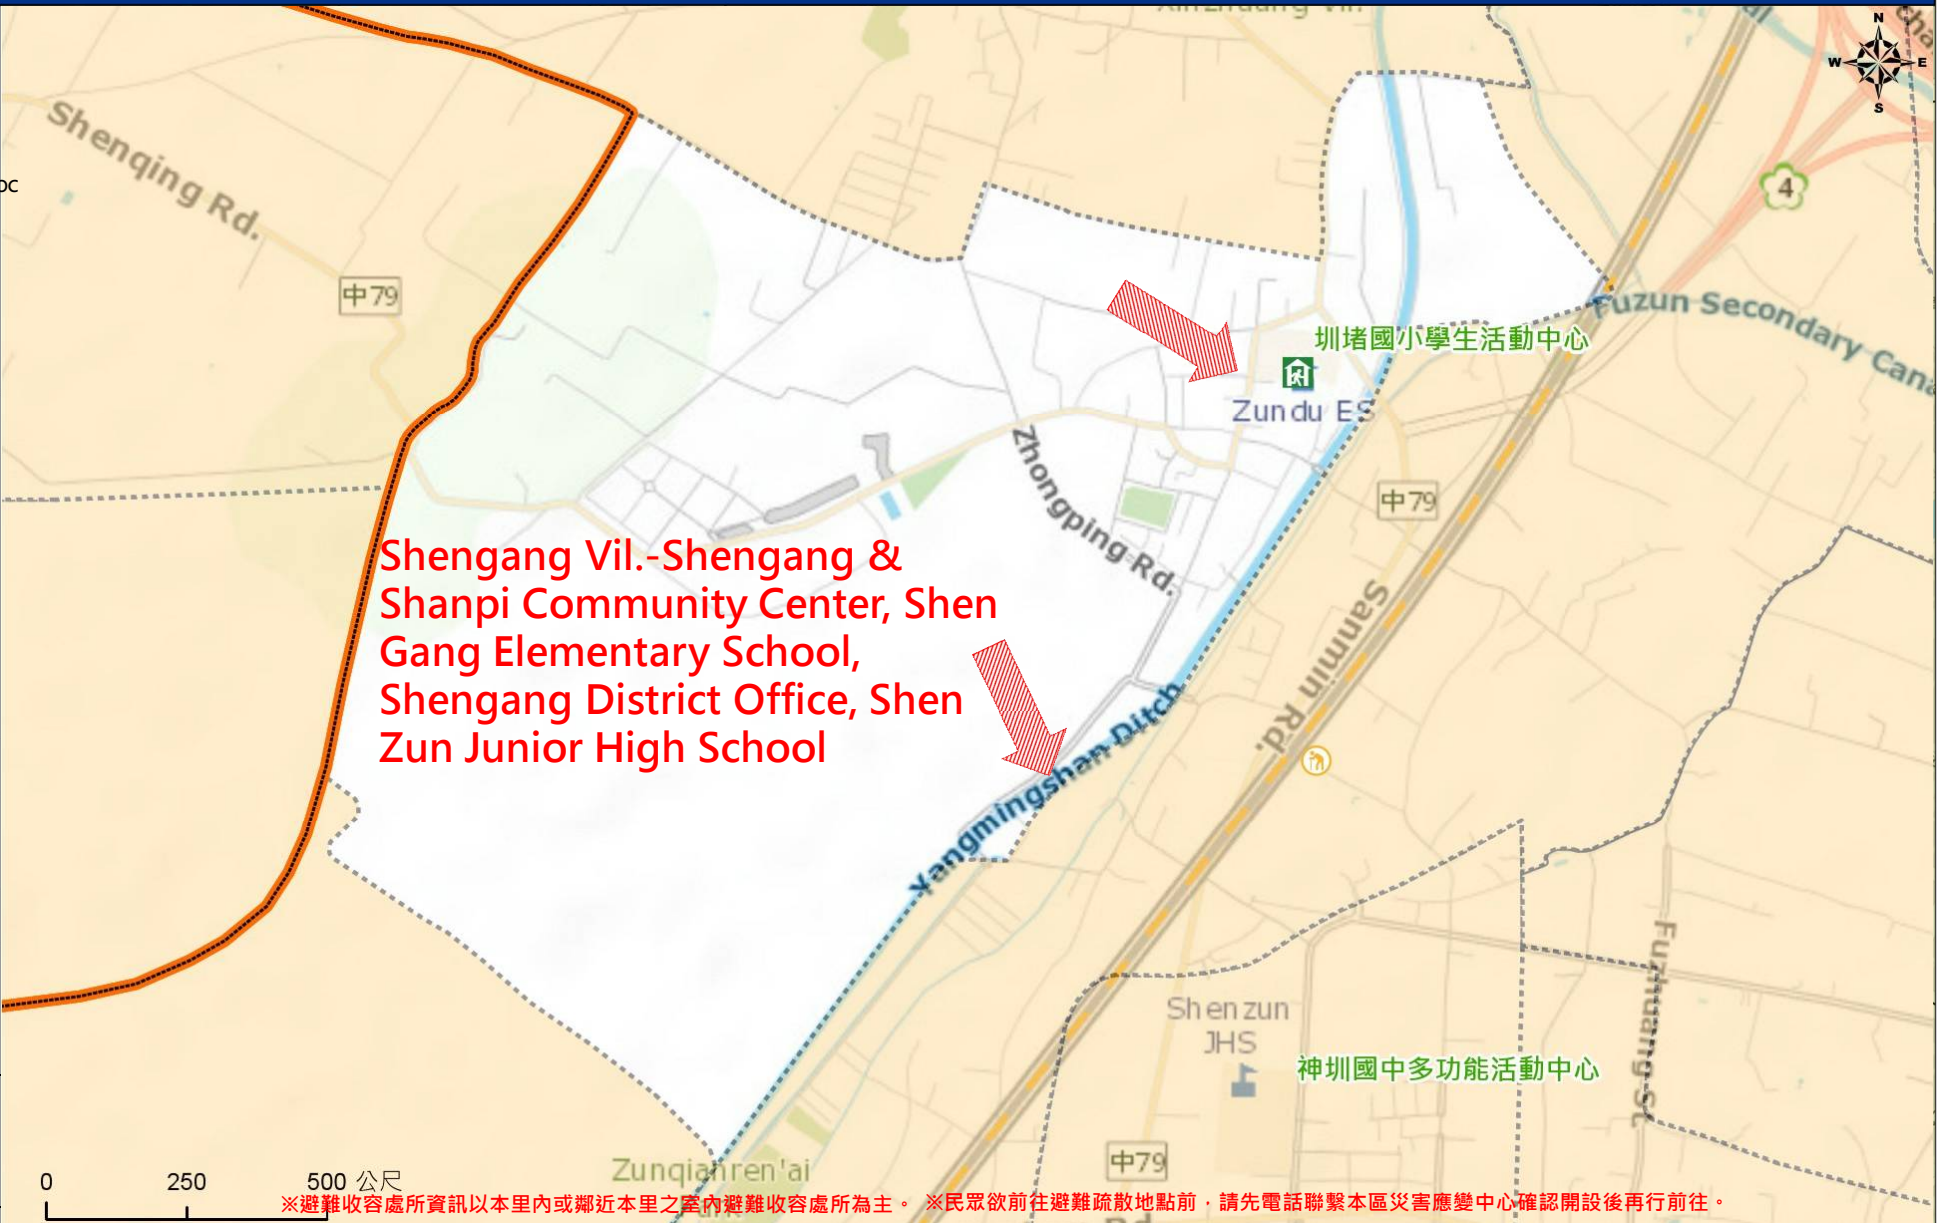 N
W
E
S
Shenqing Rd.
4
中79
Fuzun Secondary Cana
圳堵國小學生活動中心
Zundu ES
Zhongping Rd.
中79
Shengang Vil.-Shengang &
Shanpi Community Center, Shen
Gang Elementary School,
Shengang District Office, Shen
Zun Junior High School
Sanmin Rd.
Yangmingshan Ditch
Fuzhuang St.
Shenzun
JHS
神圳國中多功能活動中心
中79
Zunqianren'ai
Park
Rd.
0 250 500 公尺
※避難收容處所資訊以本里內或鄰近本里之室內避難收容處所為主。 ※民眾欲前往避難疏散地點前，請先電話聯繫本區災害應變中心確認開設後再行前往。